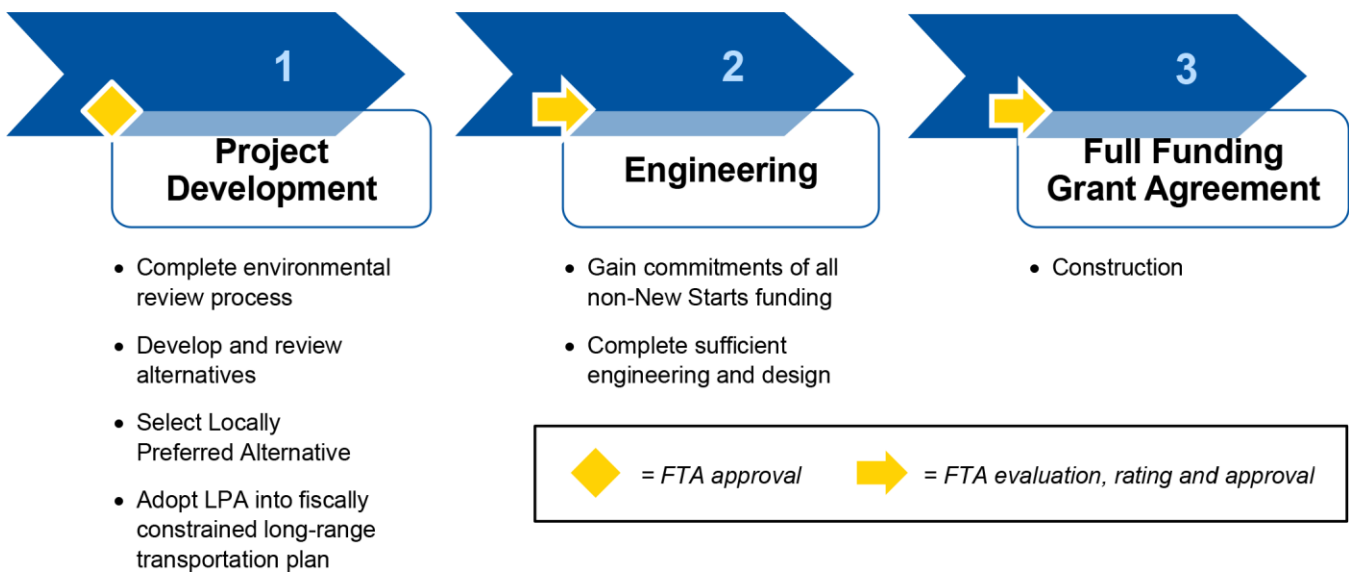 1
Project
Development
• Complete environmental
review process
• Develop and review
alternatives
• Select Locally
Preferred Alternative
• Adopt LPA into fiscally
constrained long-range
transportation plan
2
Engineering
• Gain commitments of all
non-New Starts funding
• Complete sufficient
engineering and design
3
Full Funding
Grant Agreement
• Construction
= FTA approval
= FTA evaluation, rating and approval